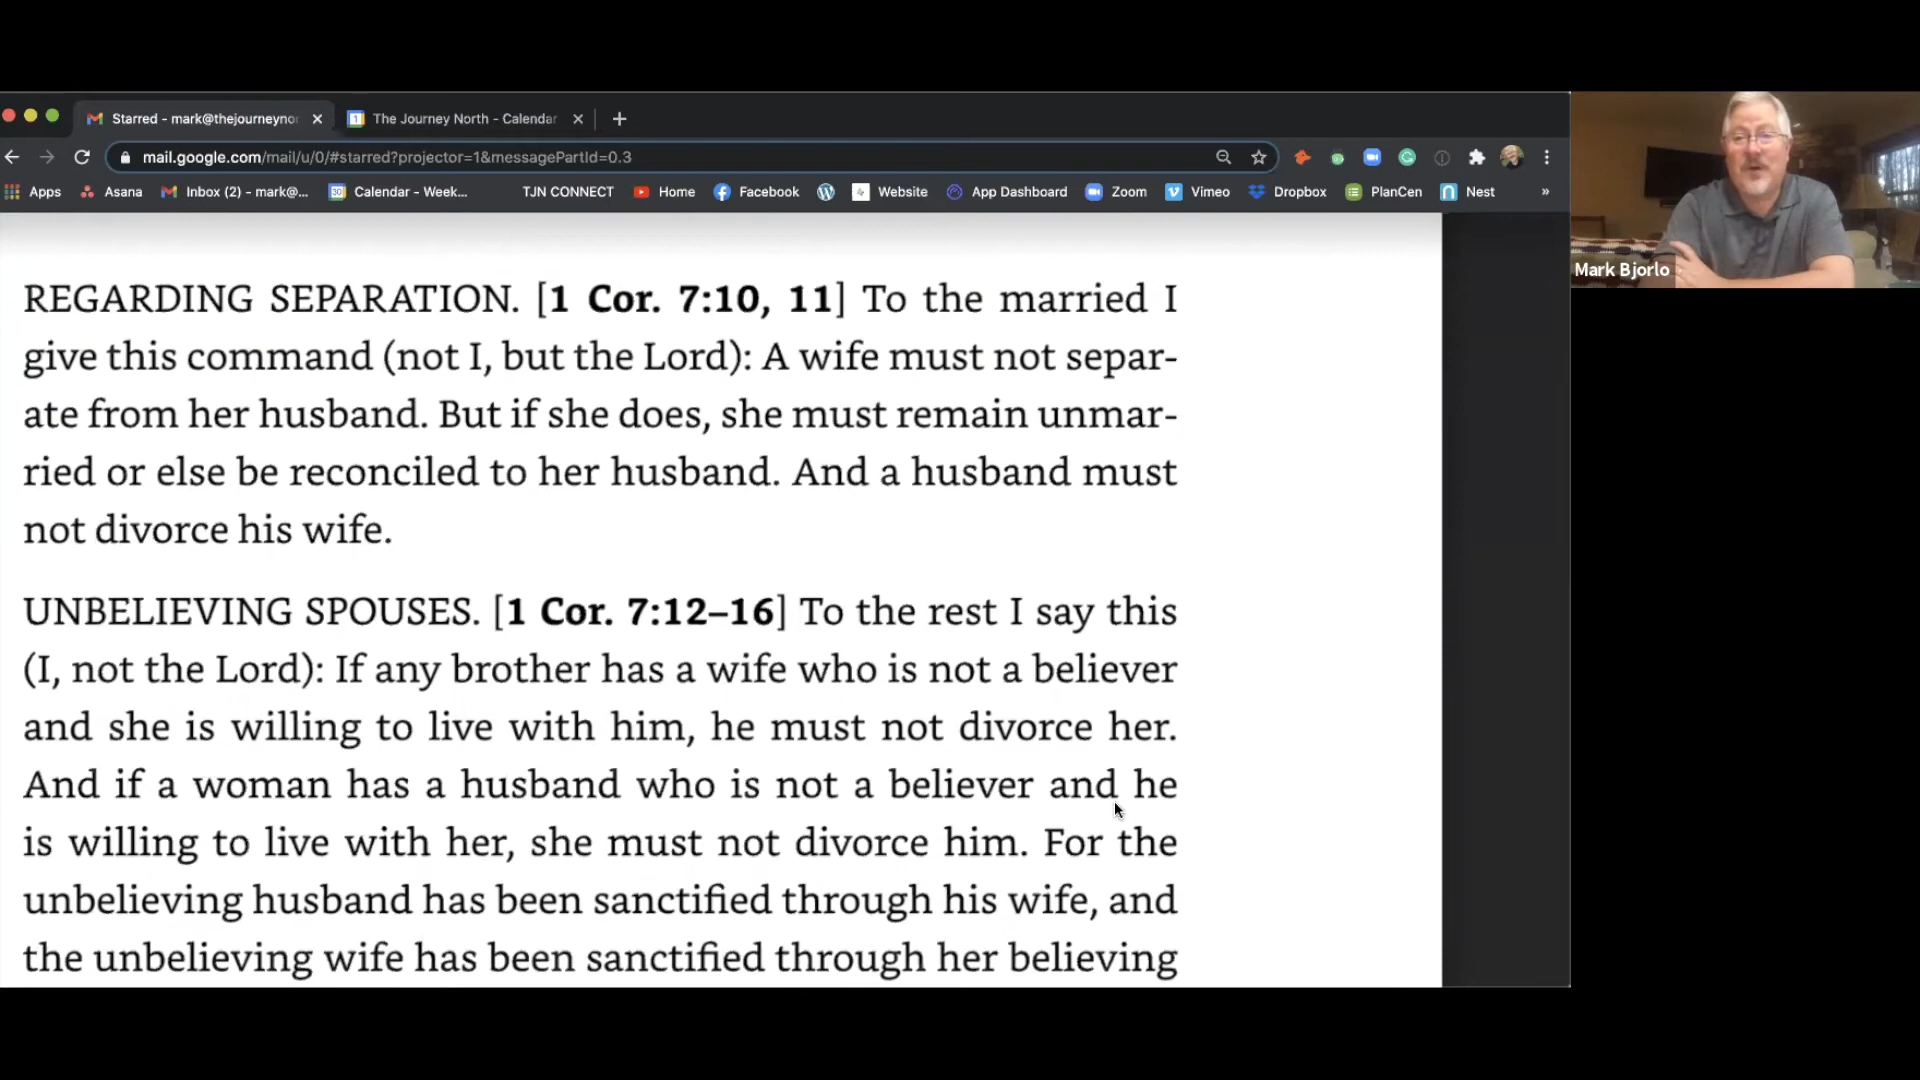 Starred - mark@thejourneyno
The Journey North - Calendar
mail.google.com/mail/u/0/#starred?projector=1&messagePartId=0.3
Apps Asana Inbox (2) - mark@... Calendar - Week... TJN CONNECT Home Facebook Website App Dashboard Zoom Vimeo Dropbox PlanCen Nest »
Mark Bjorlo
REGARDING SEPARATION. [1 Cor. 7:10, 11] To the married I
give this command (not I, but the Lord): A wife must not separ-
ate from her husband. But if she does, she must remain unmar-
ried or else be reconciled to her husband. And a husband must
not divorce his wife.
UNBELIEVING SPOUSES. [1 Cor. 7:12–16] To the rest I say this
(I, not the Lord): If any brother has a wife who is not a believer
and she is willing to live with him, he must not divorce her.
And if a woman has a husband who is not a believer and he
is willing to live with her, she must not divorce him. For the
unbelieving husband has been sanctified through his wife, and
the unbelieving wife has been sanctified through her believing